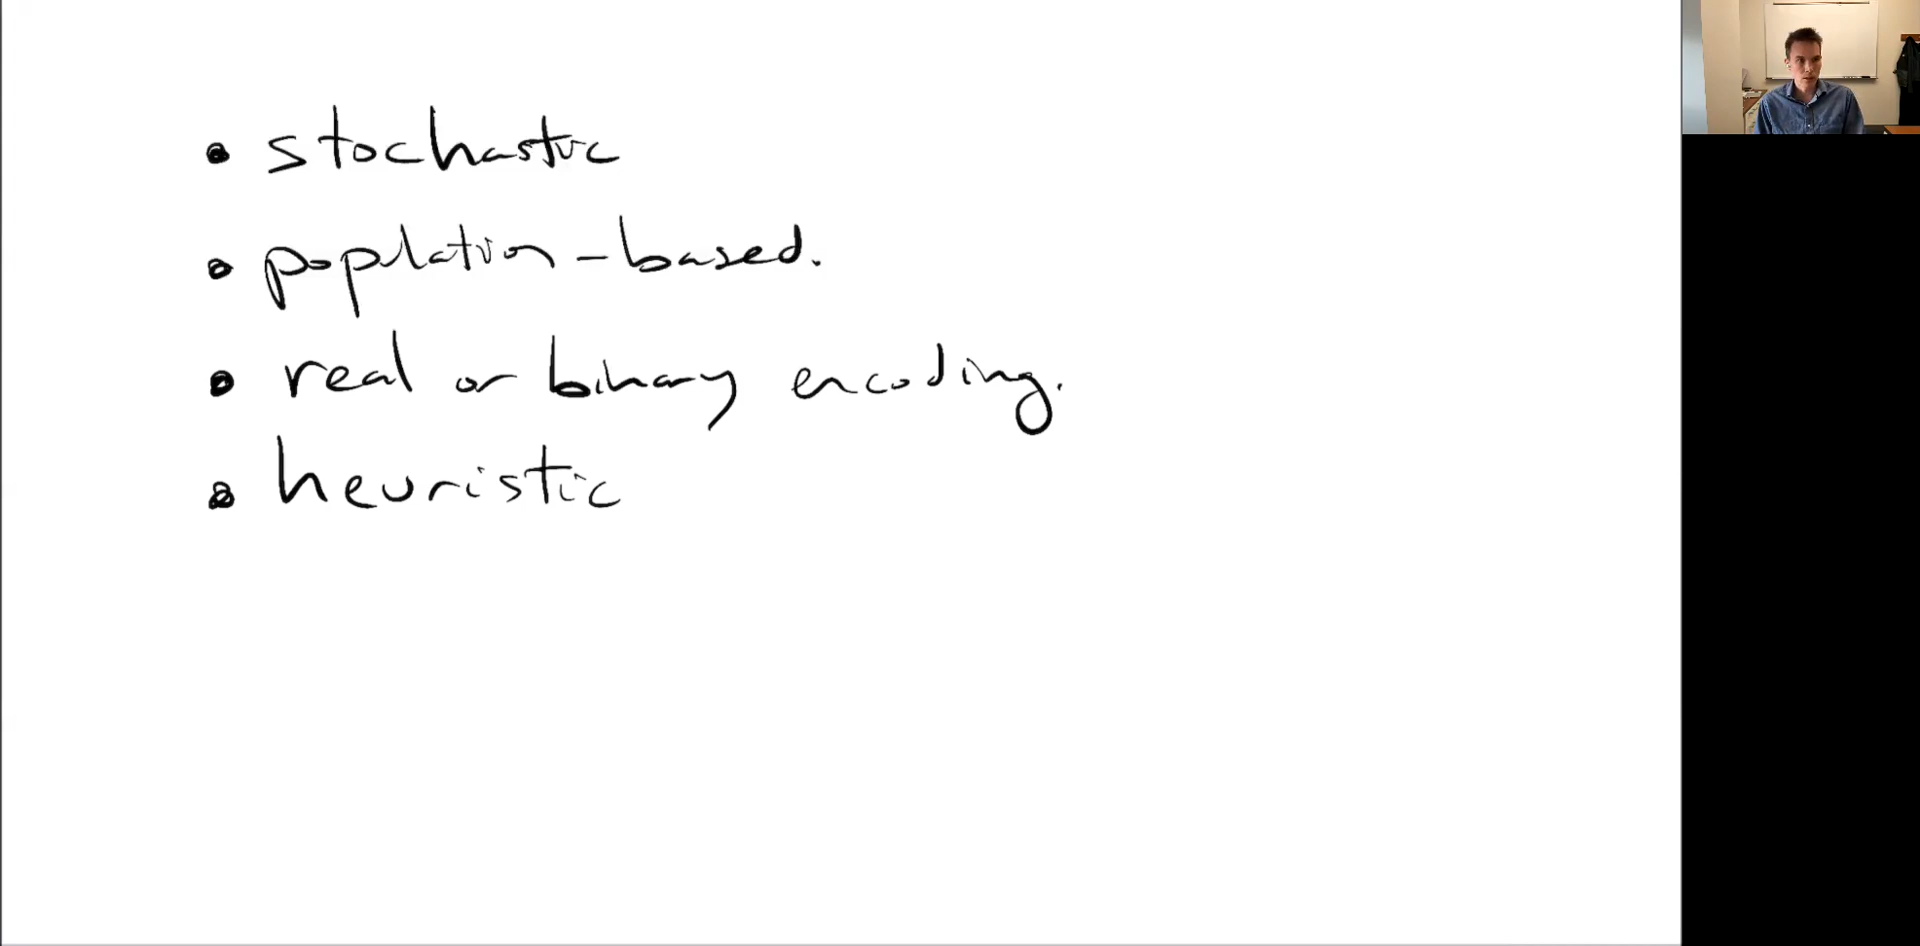 • stochastic
• population-based.
• real or binary encoding.
• heuristic